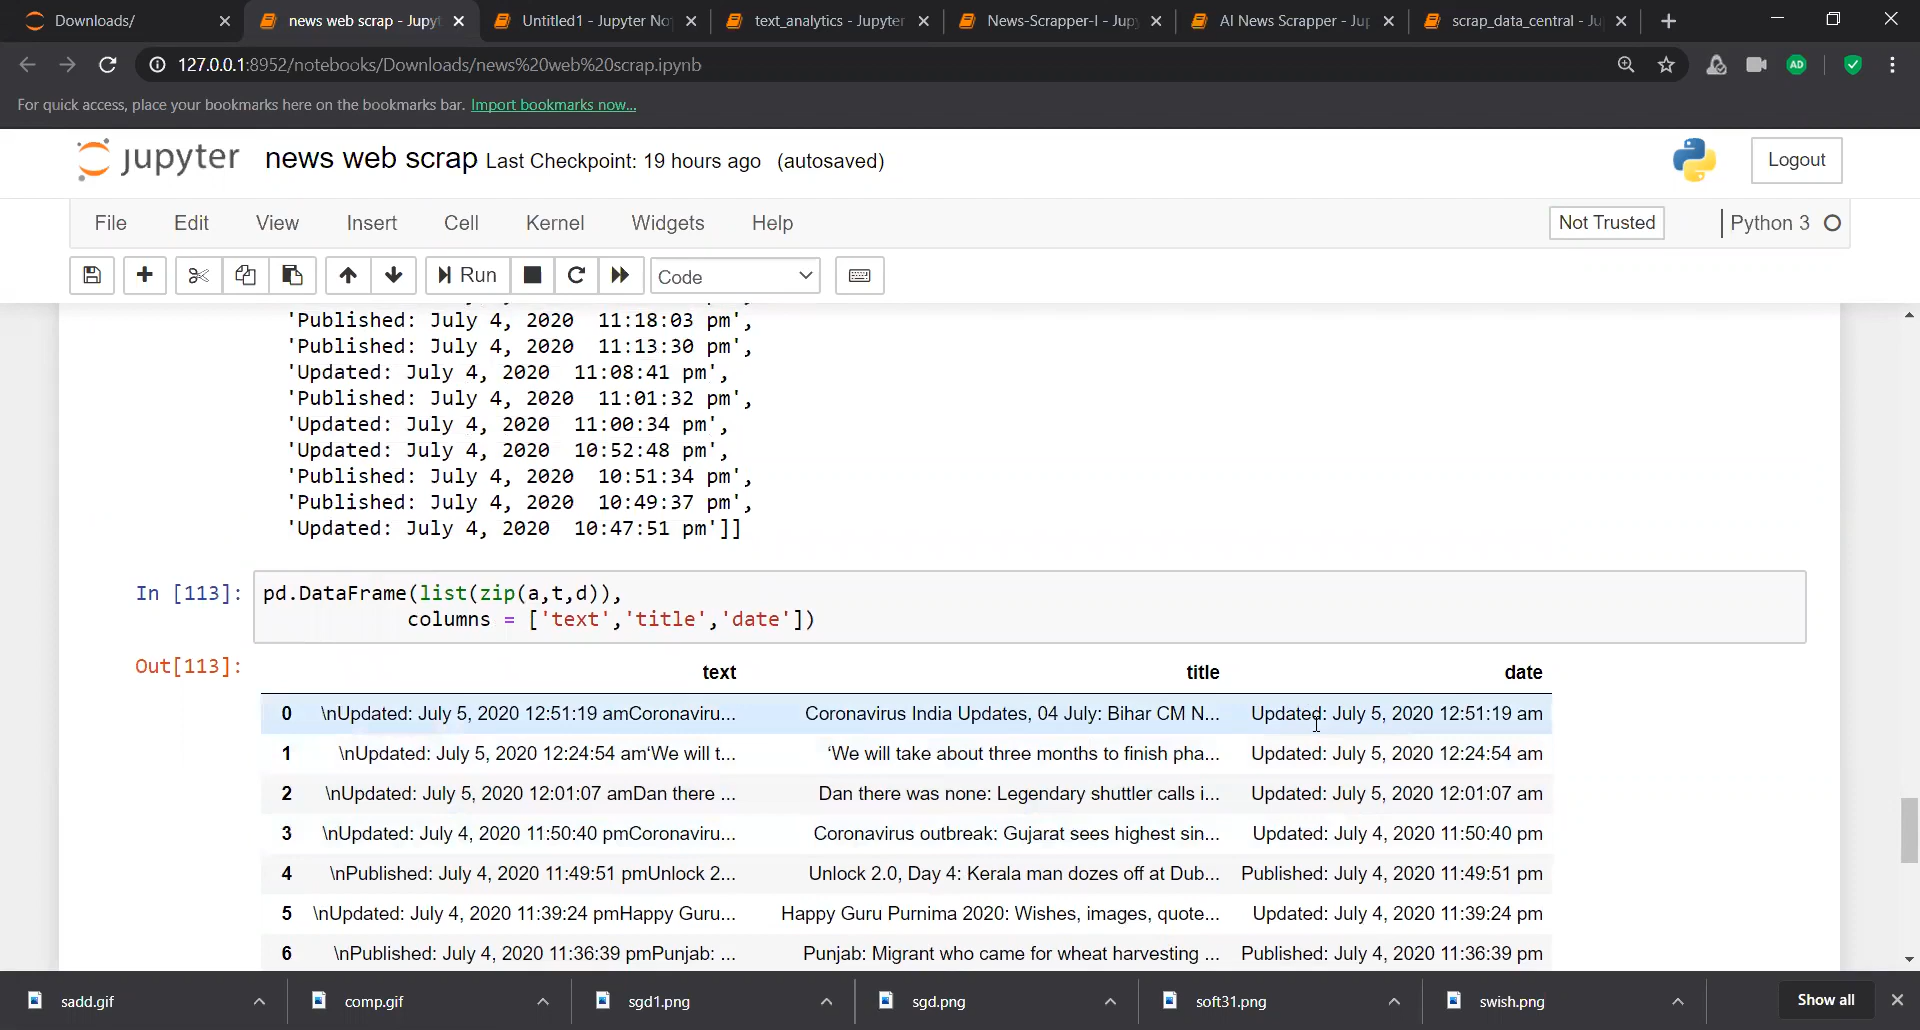 Downloads/
news web scrap - Jupyt
Untitled1 - Jupyter No
text_analytics - Jupyter
News-Scrapper-I - Jup
AI News Scrapper - Jup
scrap_data_central - Ju
127.0.0.1:8952/notebooks/Downloads/news%20web%20scrap.ipynb
AD
For quick access, place your bookmarks here on the bookmarks bar. Import bookmarks now...
jupyter news web scrap Last Checkpoint: 19 hours ago (autosaved)
Logout
File Edit View Insert Cell Kernel Widgets Help
Not Trusted
Python 3
Run
Code
'Published: July 4, 2020  11:18:03 pm',
'Published: July 4, 2020  11:13:30 pm',
'Updated: July 4, 2020  11:08:41 pm',
'Published: July 4, 2020  11:01:32 pm',
'Updated: July 4, 2020  11:00:34 pm',
'Updated: July 4, 2020  10:52:48 pm',
'Published: July 4, 2020  10:51:34 pm',
'Published: July 4, 2020  10:49:37 pm',
'Updated: July 4, 2020  10:47:51 pm']]
In [113]: pd.DataFrame(list(zip(a,t,d)),
columns = ['text','title','date'])
Out[113]:
text title date
0 \nUpdated: July 5, 2020 12:51:19 amCoronaviru... Coronavirus India Updates, 04 July: Bihar CM N... Updated: July 5, 2020 12:51:19 am
1 \nUpdated: July 5, 2020 12:24:54 am‘We will t... ‘We will take about three months to finish pha... Updated: July 5, 2020 12:24:54 am
2 \nUpdated: July 5, 2020 12:01:07 amDan there ... Dan there was none: Legendary shuttler calls i... Updated: July 5, 2020 12:01:07 am
3 \nUpdated: July 4, 2020 11:50:40 pmCoronaviru... Coronavirus outbreak: Gujarat sees highest sin... Updated: July 4, 2020 11:50:40 pm
4 \nPublished: July 4, 2020 11:49:51 pmUnlock 2... Unlock 2.0, Day 4: Kerala man dozes off at Dub... Published: July 4, 2020 11:49:51 pm
5 \nUpdated: July 4, 2020 11:39:24 pmHappy Guru... Happy Guru Purnima 2020: Wishes, images, quote... Updated: July 4, 2020 11:39:24 pm
6 \nPublished: July 4, 2020 11:36:39 pmPunjab: ... Punjab: Migrant who came for wheat harvesting ... Published: July 4, 2020 11:36:39 pm
sadd.gif
comp.gif
sgd1.png
sgd.png
soft31.png
swish.png
Show all